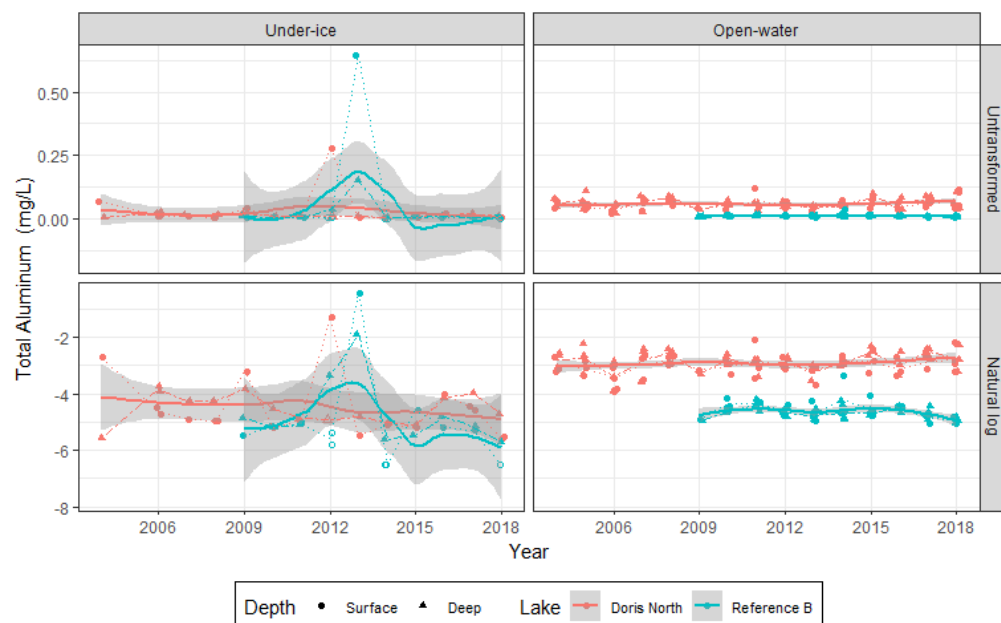 Under-ice
Open-water
0.50
0.25
0.00
Untransformed
Total Aluminum (mg/L)
-2
-4
-6
-8
Natural log
2006 2009 2012 2015 2018
2006 2009 2012 2015 2018
Year
Depth Surface Deep Lake Doris North Reference B